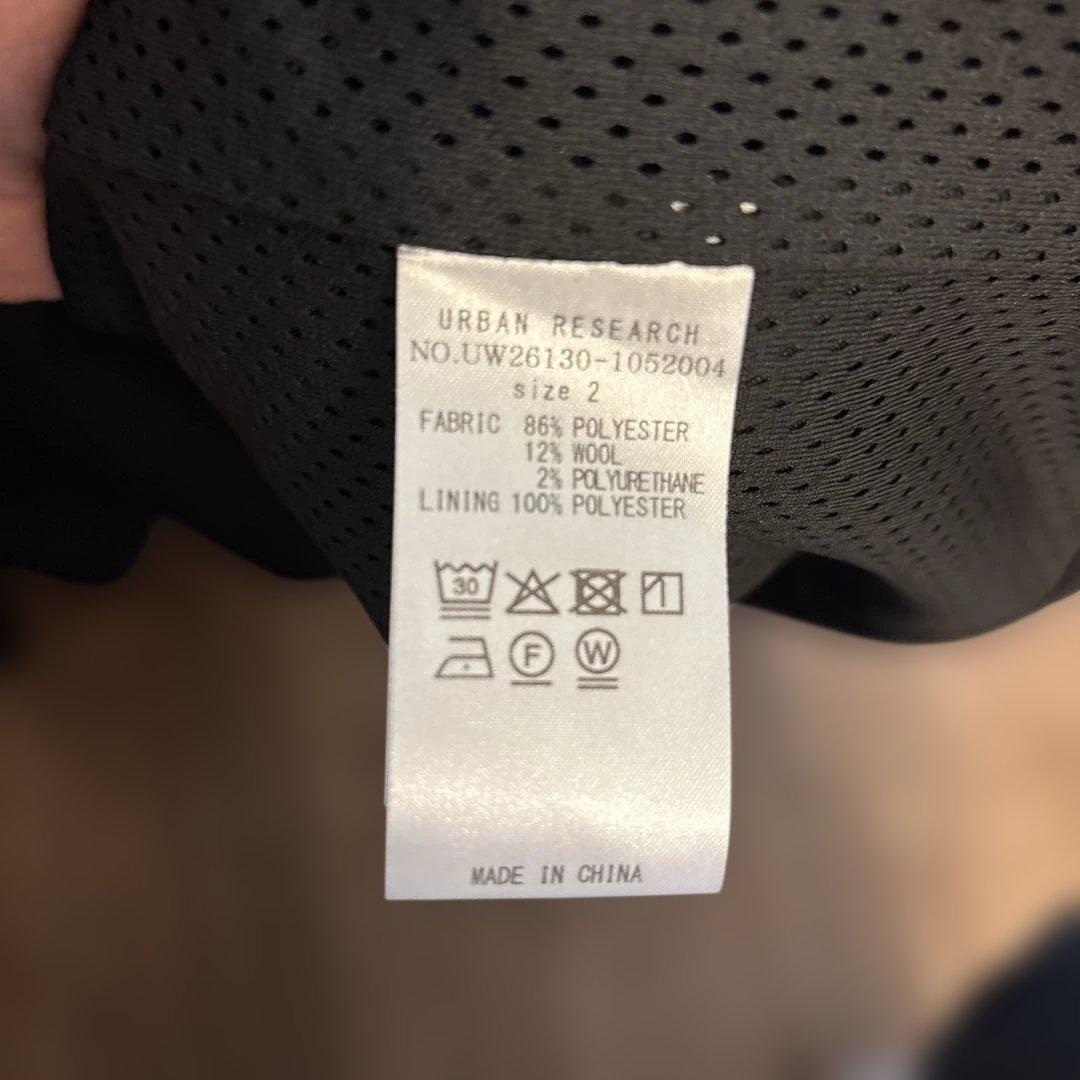 URBAN RESEARCH
NO.UW26130-1052004
size 2
FABRIC 86% POLYESTER
12% WOOL
2% POLYURETHANE
LINING 100% POLYESTER
30
F W
MADE IN CHINA